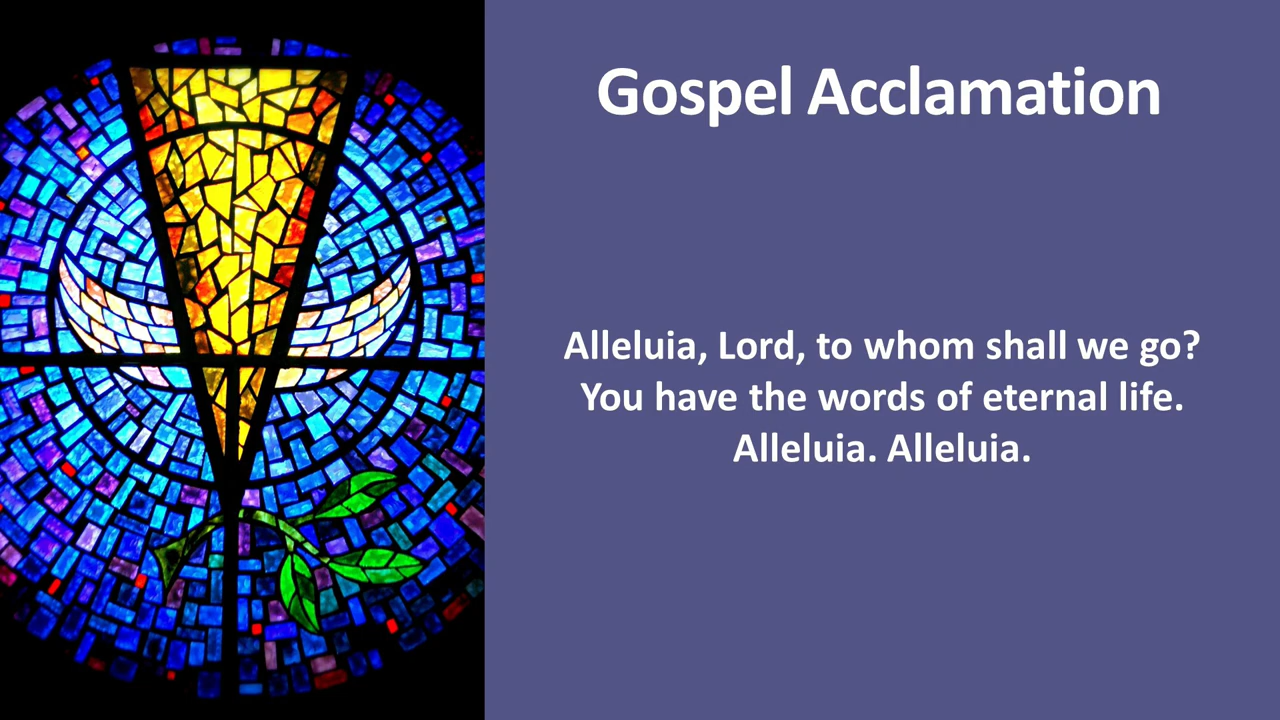 Gospel Acclamation
Alleluia, Lord, to whom shall we go?
You have the words of eternal life.
Alleluia. Alleluia.